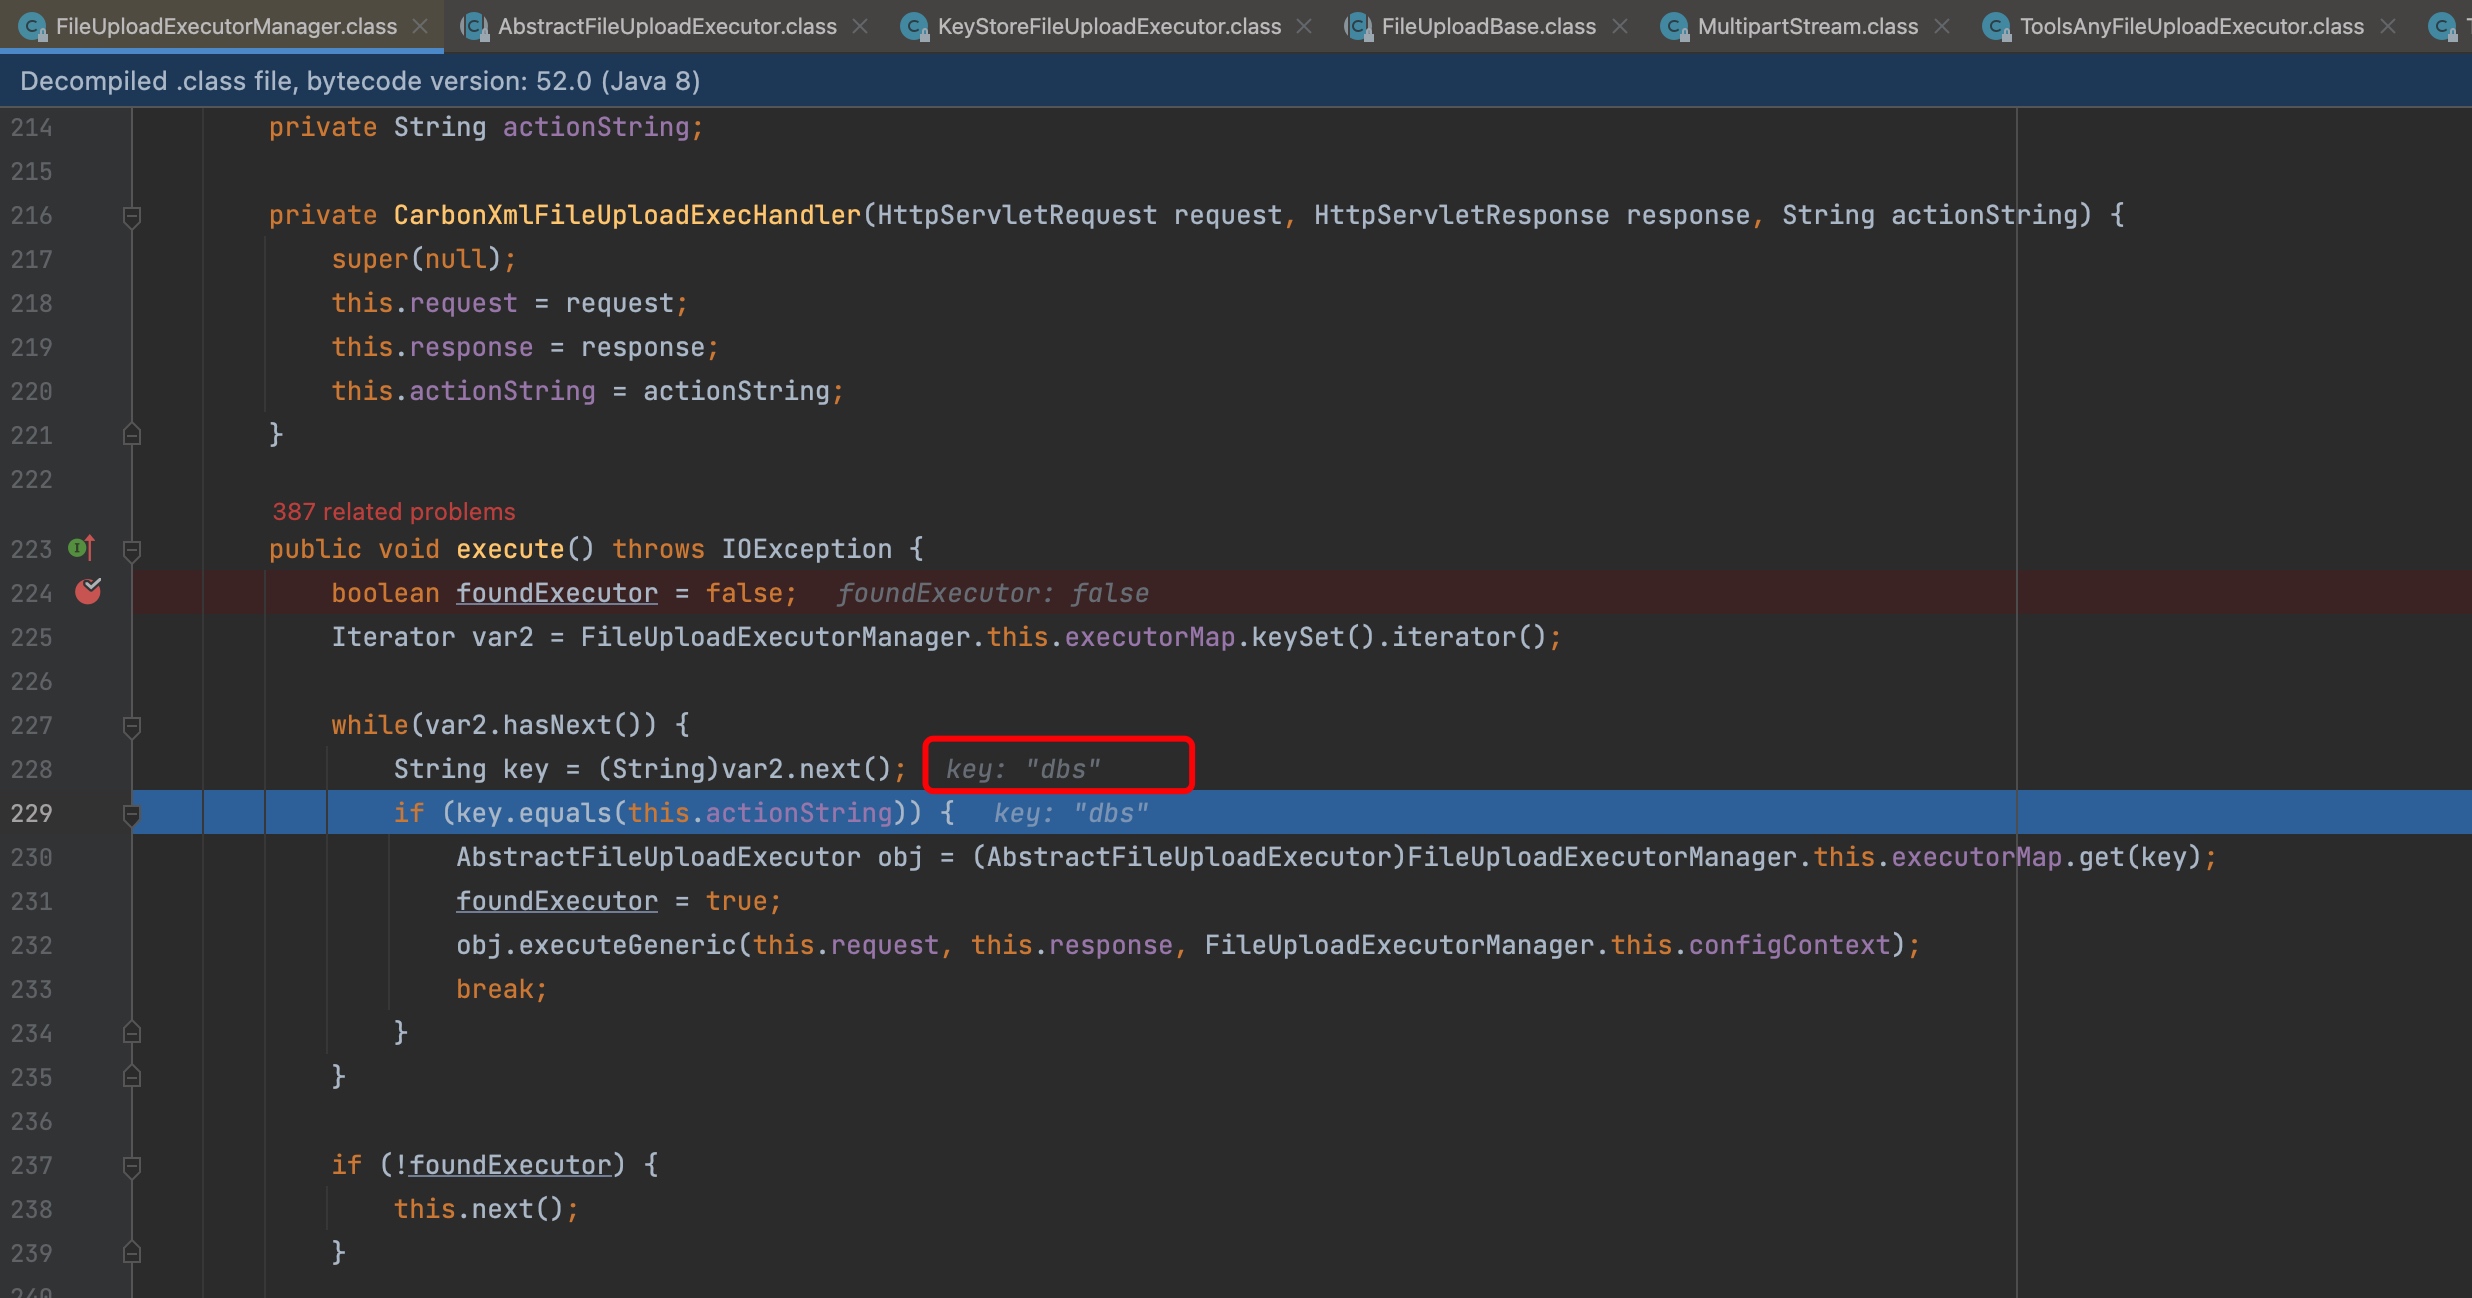 FileUploadExecutorManager.class AbstractFileUploadExecutor.class KeyStoreFileUploadExecutor.class FileUploadBase.class MultipartStream.class ToolsAnyFileUploadExecutor.class
Decompiled .class file, bytecode version: 52.0 (Java 8)
214 private String actionString;
215
216 private CarbonXmlFileUploadExecHandler(HttpServletRequest request, HttpServletResponse response, String actionString) {
217 super(null);
218 this.request = request;
219 this.response = response;
220 this.actionString = actionString;
221 }
222
387 related problems
223 public void execute() throws IOException {
224 boolean foundExecutor = false; foundExecutor: false
225 Iterator var2 = FileUploadExecutorManager.this.executorMap.keySet().iterator();
226
227 while(var2.hasNext()) {
228 String key = (String)var2.next(); key: "dbs"
229 if (key.equals(this.actionString)) { key: "dbs"
230 AbstractFileUploadExecutor obj = (AbstractFileUploadExecutor)FileUploadExecutorManager.this.executorMap.get(key);
231 foundExecutor = true;
232 obj.executeGeneric(this.request, this.response, FileUploadExecutorManager.this.configContext);
233 break;
234 }
235 }
236
237 if (!foundExecutor) {
238 this.next();
239 }
240